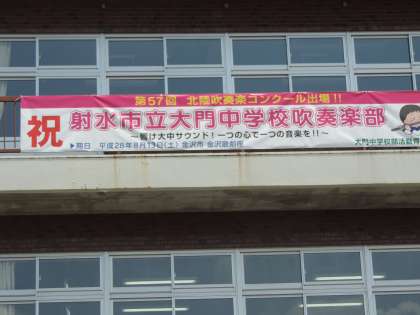 第57回 北陸吹奏楽コンクール出場!!
祝 射水市立大門中学校吹奏楽部
~響け大中サウンド!一つの心で一つの音楽を!!~
▶期日 平成28年8月13日(土) 金沢市 金沢歌劇座
大門中学校部活動育